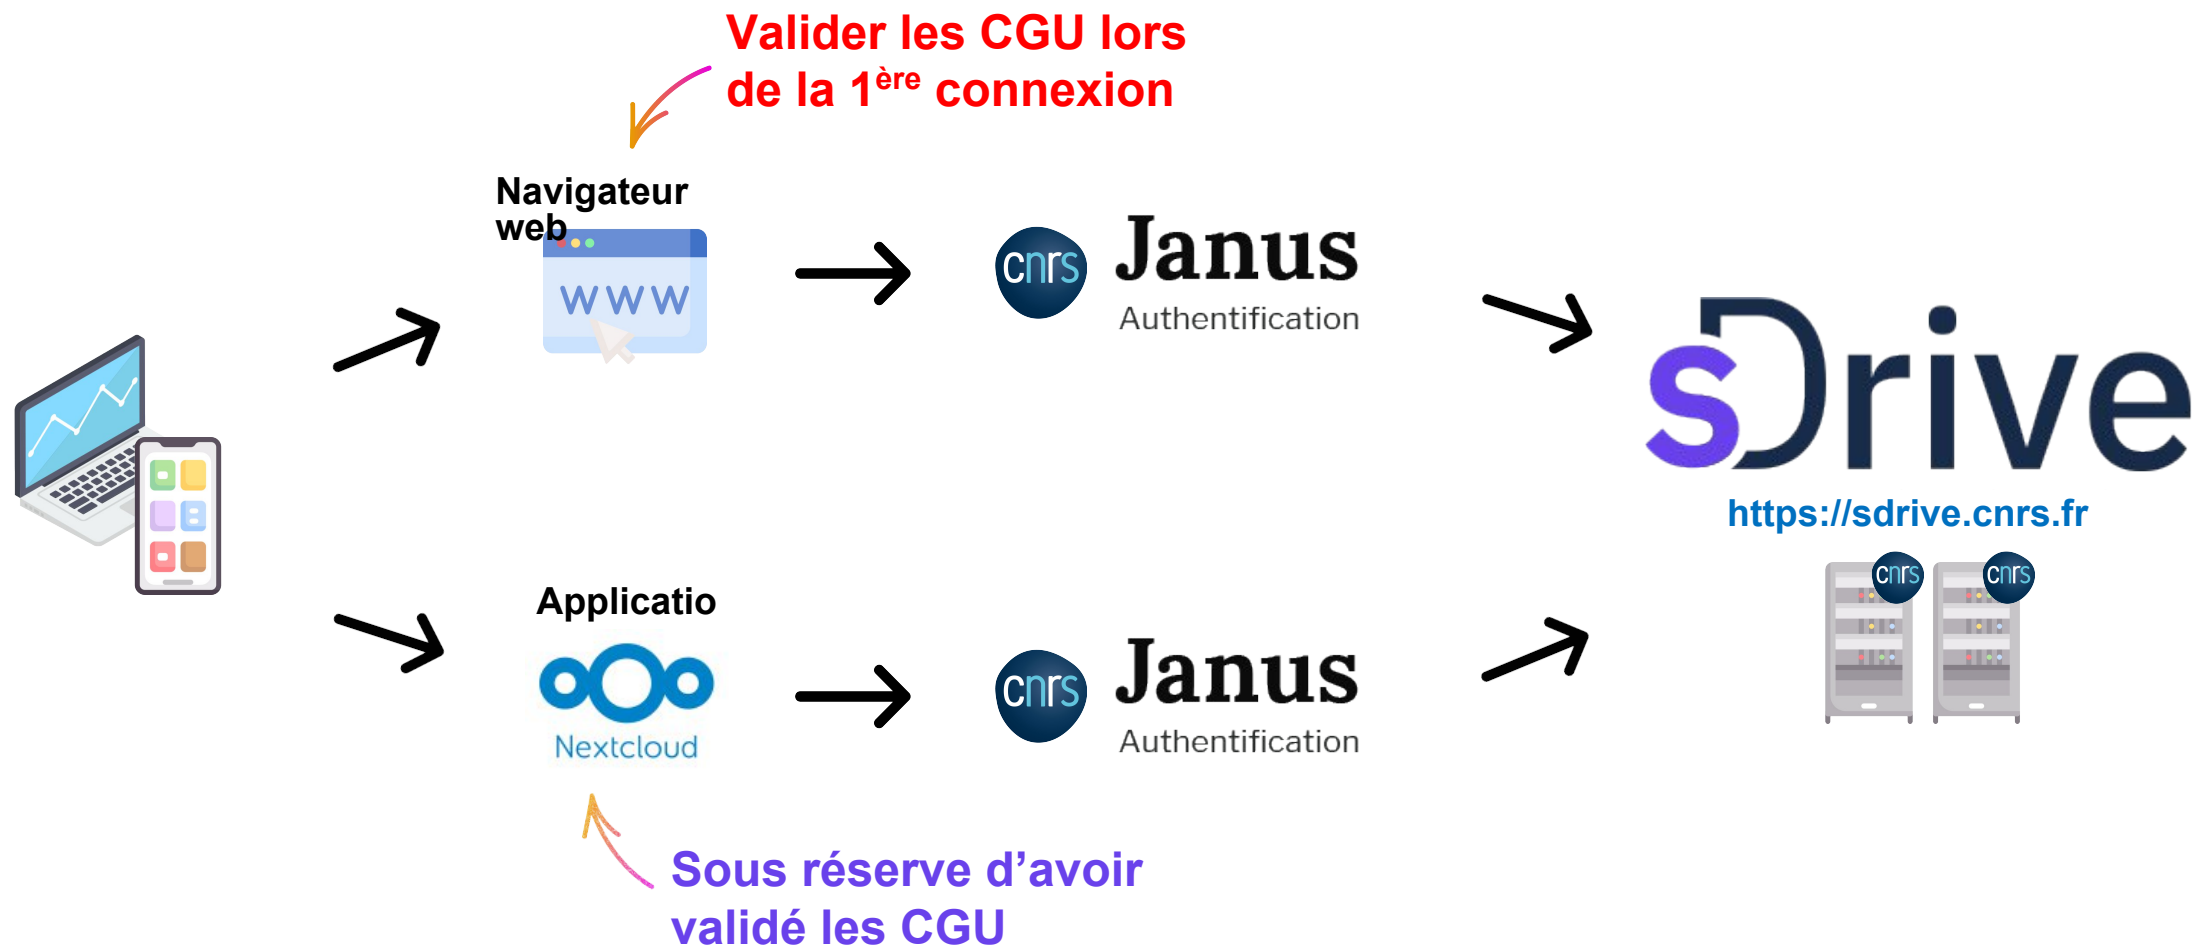 Valider les CGU lors
de la 1ère connexion
Navigateur
web
www
cnrs
Janus
Authentification
sDrive
https://sdrive.cnrs.fr
cnrs
cnrs
Applicatio
Nextcloud
cnrs
Janus
Authentification
Sous réserve d’avoir
validé les CGU